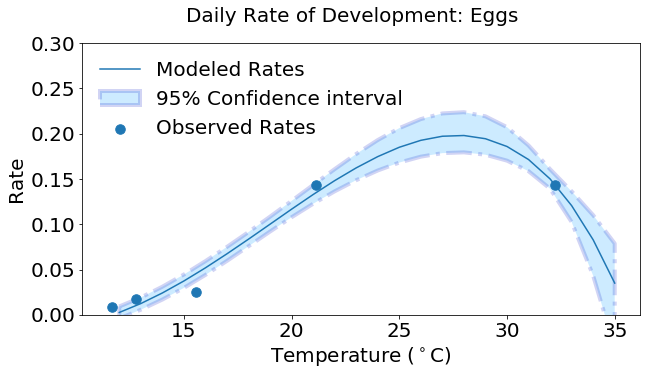 Daily Rate of Development: Eggs
0.30
0.25
0.20
0.15
0.10
0.05
0.00
Rate
Modeled Rates
95% Confidence interval
Observed Rates
15 20 25 30 35
Temperature (°C)